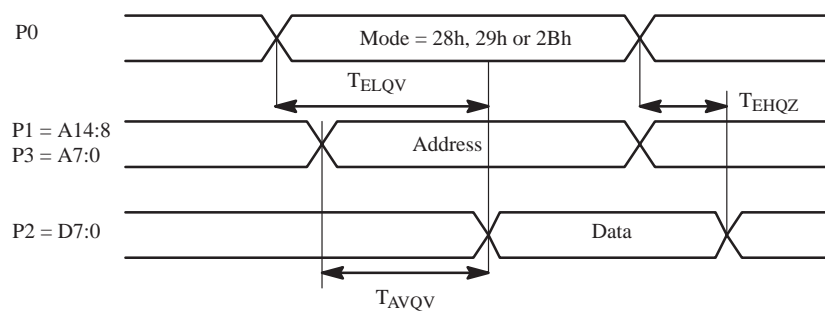 P0
Mode = 28h, 29h or 2Bh
TELQV
TEHQZ
P1 = A14:8
P3 = A7:0
Address
P2 = D7:0
Data
TAVQV